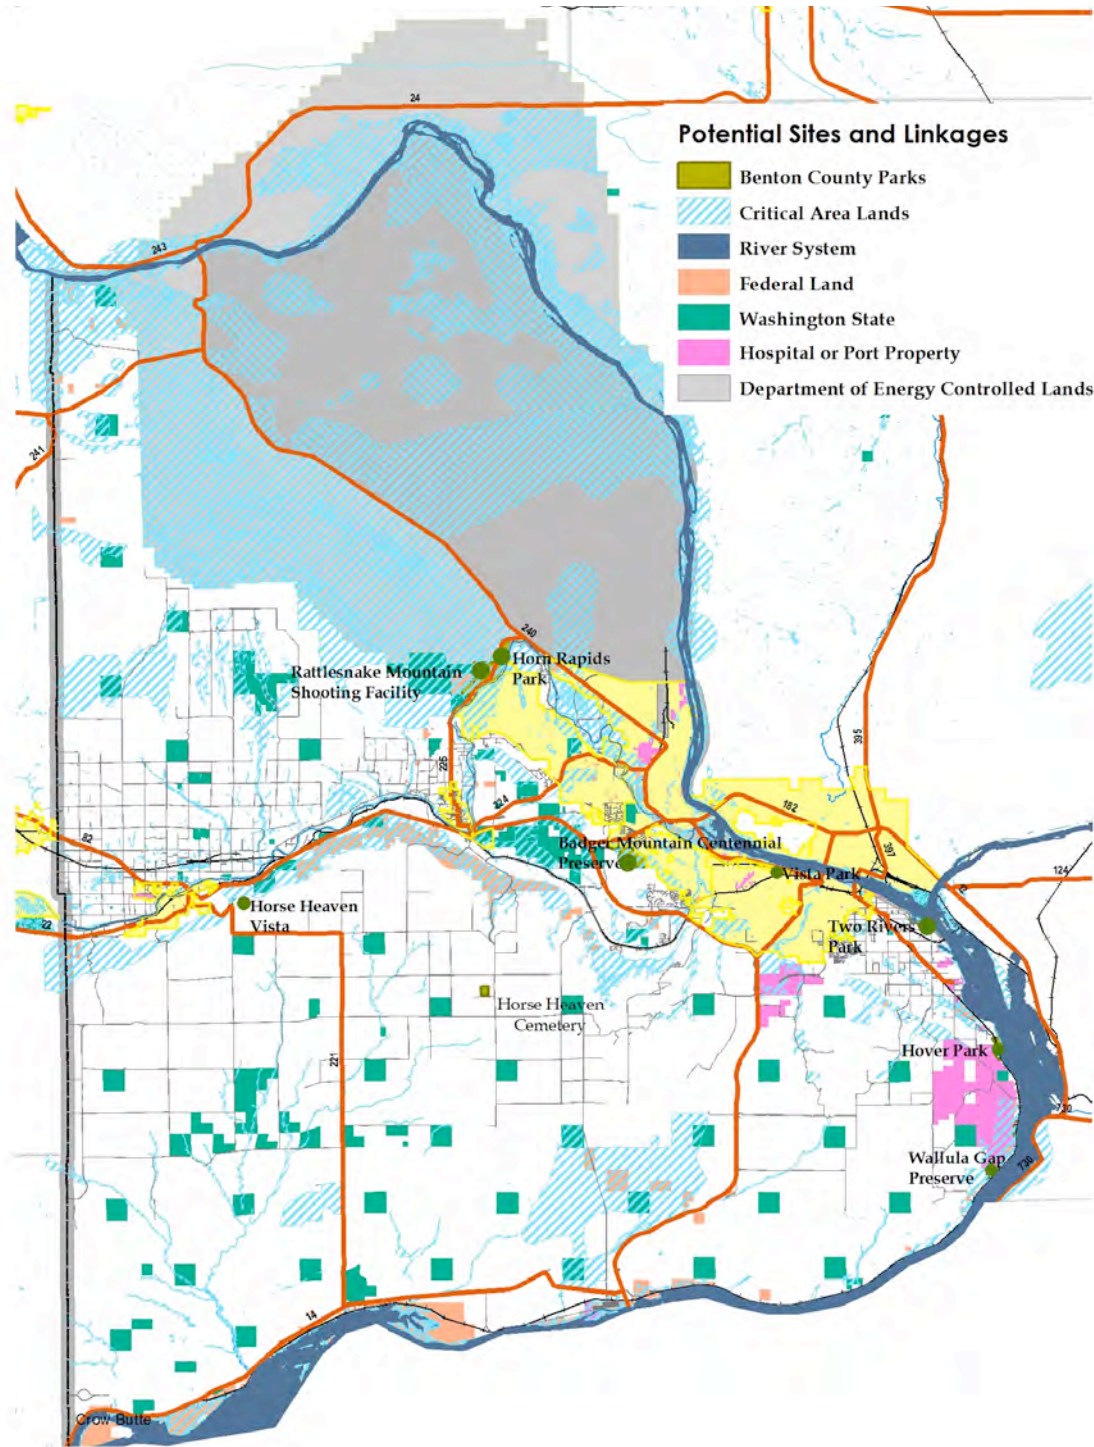 24
Potential Sites and Linkages
Benton County Parks
Critical Area Lands
River System
Federal Land
Washington State
Hospital or Port Property
Department of Energy Controlled Lands
243
241
240
Horn Rapids
Park
Rattlesnake Mountain
Shooting Facility
225
395
224
182
82
Badger Mountain Centennial
Preserve
397
Vista Park
124
12
22
Horse Heaven
Vista
Two Rivers
Park
Horse Heaven
Cemetery
221
Hover Park
730
Wallula Gap
Preserve
730
14
Crow Butte